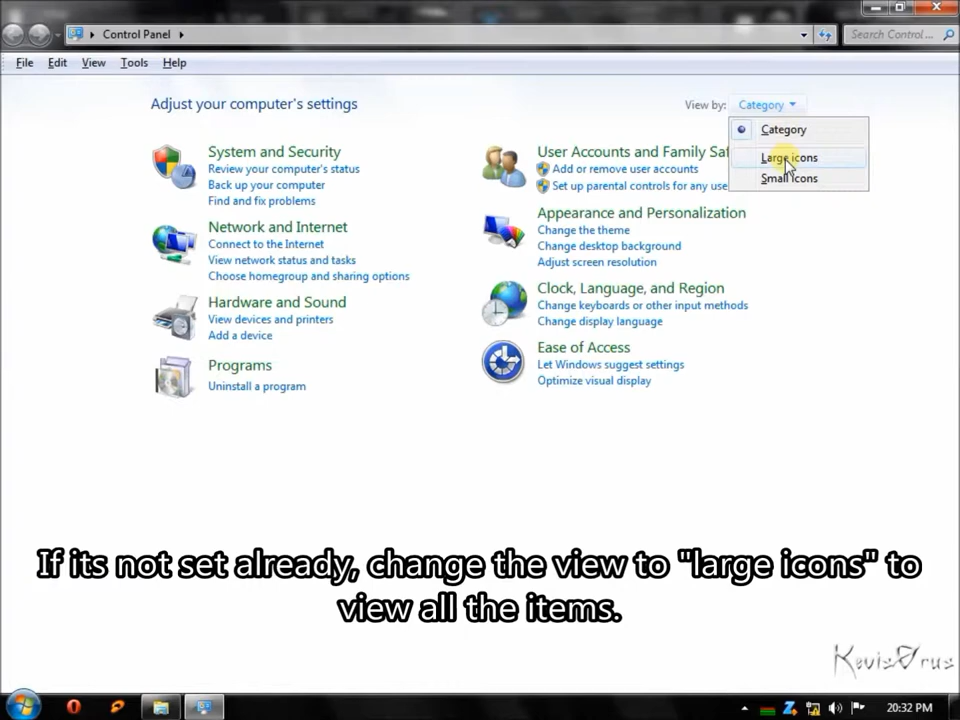 Control Panel
Search Control...
File Edit View Tools Help
Adjust your computer's settings
View by: Category
Category
Large icons
Small icons
System and Security
Review your computer's status
Back up your computer
Find and fix problems
Network and Internet
Connect to the Internet
View network status and tasks
Choose homegroup and sharing options
Hardware and Sound
View devices and printers
Add a device
Programs
Uninstall a program
User Accounts and Family Saf
Add or remove user accounts
Set up parental controls for any use
Appearance and Personalization
Change the theme
Change desktop background
Adjust screen resolution
Clock, Language, and Region
Change keyboards or other input methods
Change display language
Ease of Access
Let Windows suggest settings
Optimize visual display
If its not set already, change the view to "large icons" to
view all the items.
20:32 PM